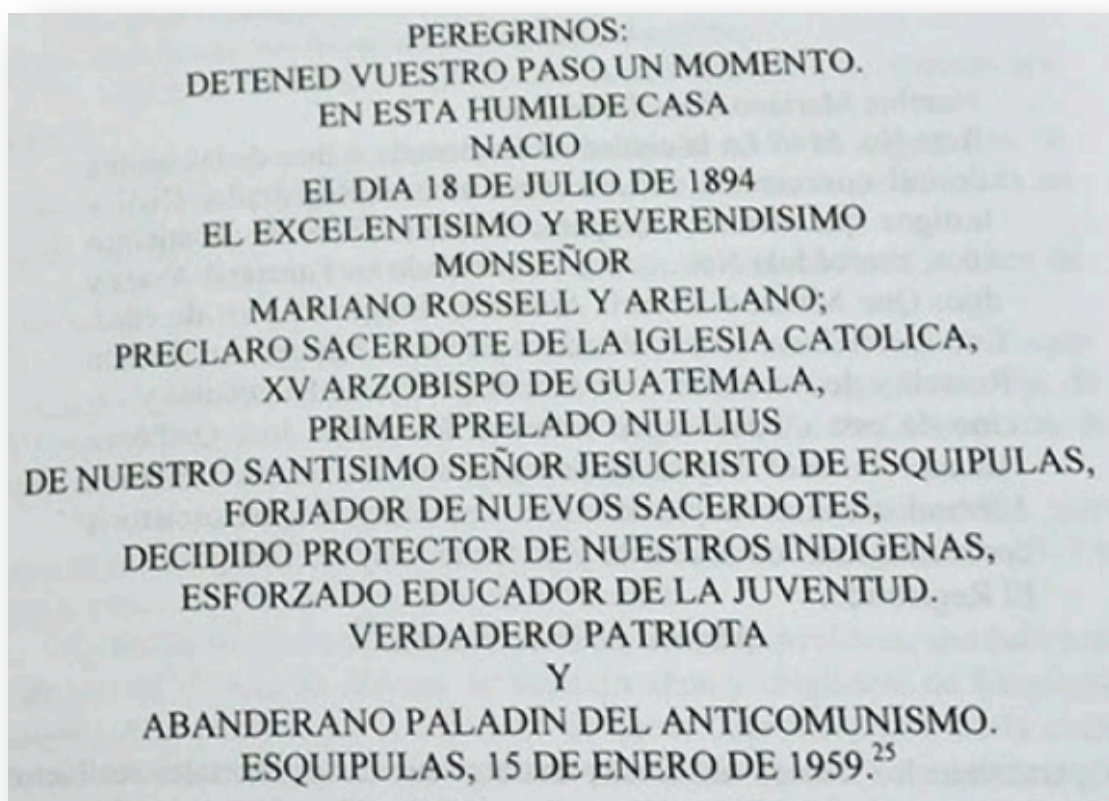 PEREGRINOS:
DETENED VUESTRO PASO UN MOMENTO.
EN ESTA HUMILDE CASA
NACIO
EL DIA 18 DE JULIO DE 1894
EL EXCELENTISIMO Y REVERENDISIMO
MONSEÑOR
MARIANO ROSSELL Y ARELLANO;
PRECLARO SACERDOTE DE LA IGLESIA CATOLICA,
XV ARZOBISPO DE GUATEMALA,
PRIMER PRELADO NULLIUS
DE NUESTRO SANTISIMO SEÑOR JESUCRISTO DE ESQUIPULAS,
FORJADOR DE NUEVOS SACERDOTES,
DECIDIDO PROTECTOR DE NUESTROS INDIGENAS,
ESFORZADO EDUCADOR DE LA JUVENTUD.
VERDADERO PATRIOTA
Y
ABANDERANO PALADIN DEL ANTICOMUNISMO.
ESQUIPULAS, 15 DE ENERO DE 1959.25